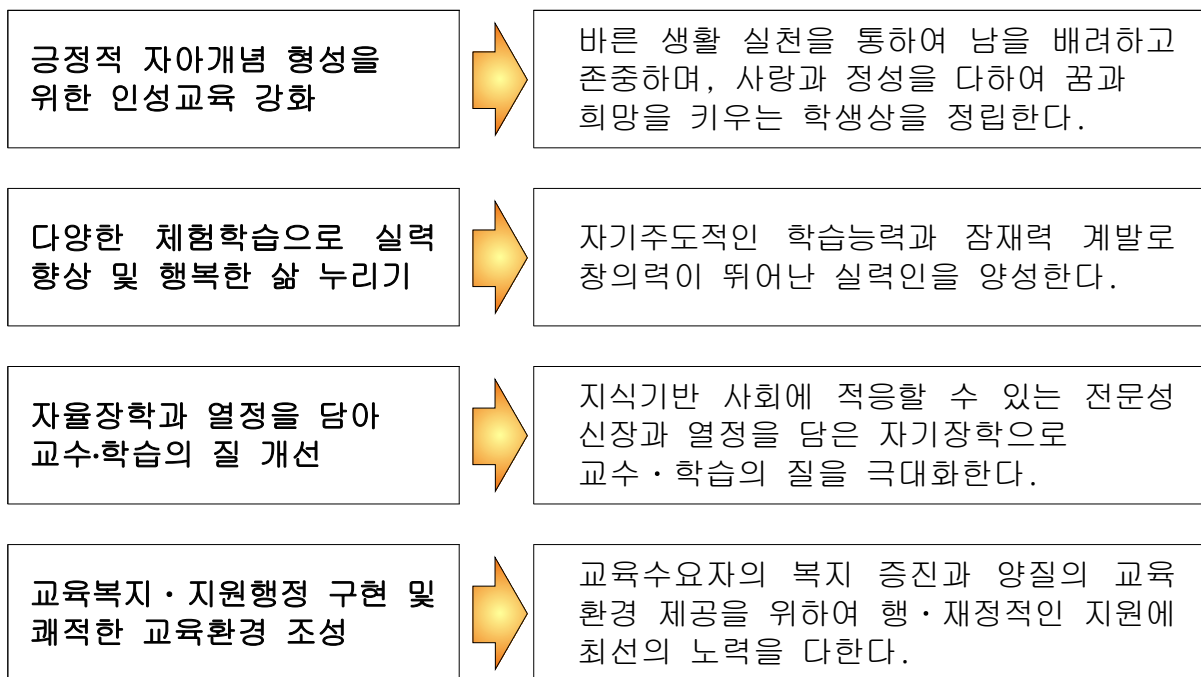 긍정적 자아개념 형성을
위한 인성교육 강화
바른 생활 실천을 통하여 남을 배려하고
존중하며, 사랑과 정성을 다하여 꿈과
희망을 키우는 학생상을 정립한다.
다양한 체험학습으로 실력
향상 및 행복한 삶 누리기
자기주도적인 학습능력과 잠재력 계발로
창의력이 뛰어난 실력인을 양성한다.
자율장학과 열정을 담아
교수·학습의 질 개선
지식기반 사회에 적응할 수 있는 전문성
신장과 열정을 담은 자기장학으로
교수·학습의 질을 극대화한다.
교육복지·지원행정 구현 및
쾌적한 교육환경 조성
교육수요자의 복지 증진과 양질의 교육
환경 제공을 위하여 행·재정적인 지원에
최선의 노력을 다한다.